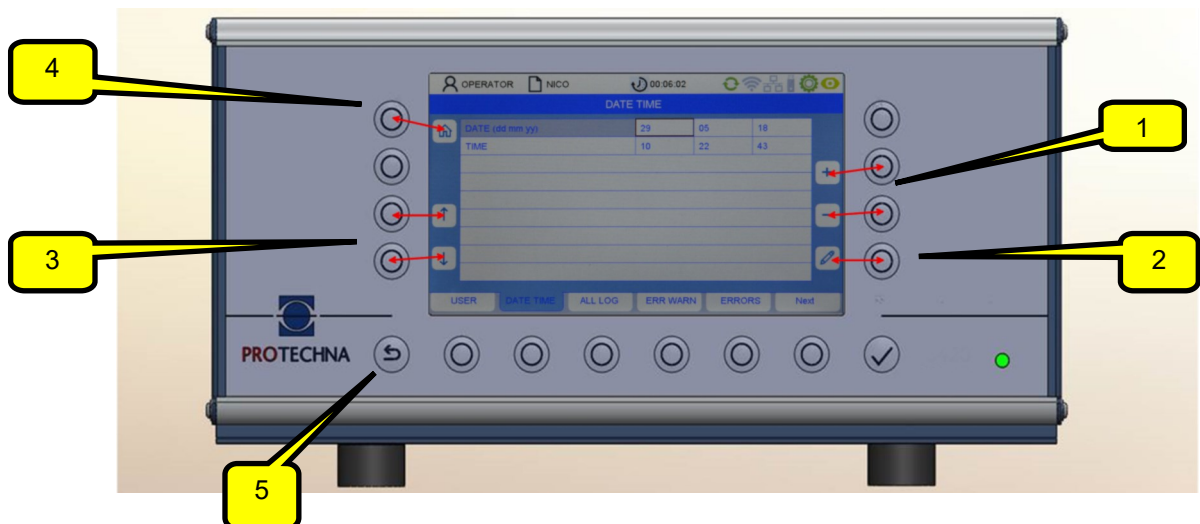 4
OPERATOR NICO 00:06:02
DATE TIME
DATE (dd mm yy) 29 05 18
TIME 10 22 43
1
+
-
3
2
USER DATE TIME ALL LOG ERR WARN ERRORS Next
PROTECHNA
5